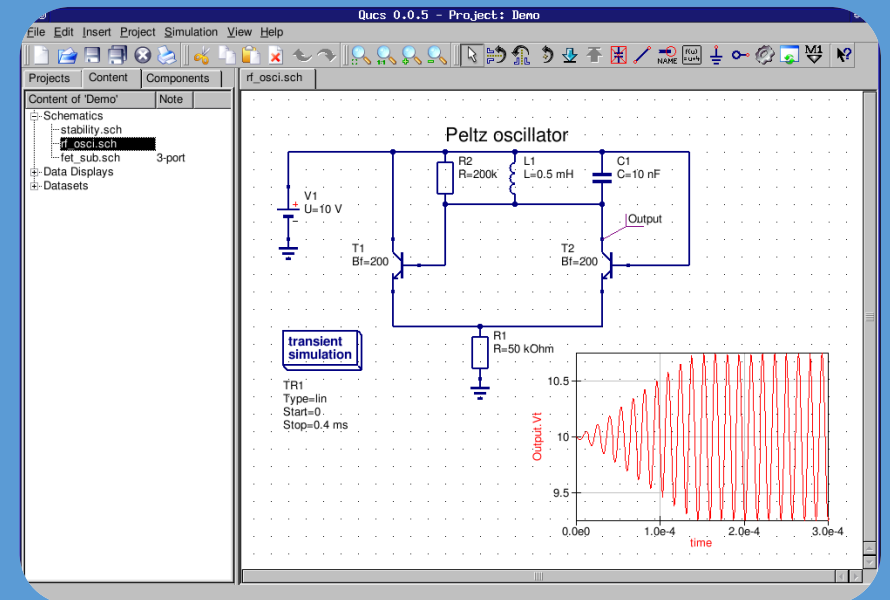 Qucs 0.0.5 - Project: Demo
File Edit Insert Project Simulation View Help
NAME
f(ω)
=u+h
M1
Projects Content Components
rf_osci.sch
Content of 'Demo' Note
Schematics
stability.sch
rf_osci.sch
fet_sub.sch 3-port
Data Displays
Datasets
Peltz oscillator
V1
U=10 V
R2
R=200k
L1
L=0.5 mH
C1
C=10 nF
Output
T1
Bf=200
T2
Bf=200
transient
simulation
R1
R=50 kOhm
TR1
Type=lin
Start=0
Stop=0.4 ms
Output.Vt
10.5
10
9.5
0.0e0 1.0e-4 2.0e-4 3.0e-4
time